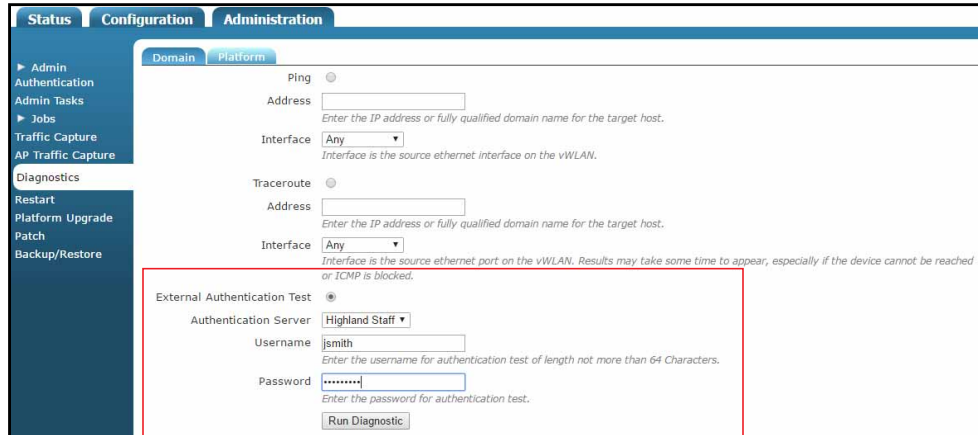 Status Configuration Administration
Domain Platform
► Admin Authentication
Admin Tasks
► Jobs
Traffic Capture
AP Traffic Capture
Diagnostics
Restart
Platform Upgrade
Patch
Backup/Restore
Ping
Address
Enter the IP address or fully qualified domain name for the target host.
Interface Any
Interface is the source ethernet interface on the vWLAN.
Traceroute
Address
Enter the IP address or fully qualified domain name for the target host.
Interface Any
Interface is the source ethernet port on the vWLAN. Results may take some time to appear, especially if the device cannot be reached
or ICMP is blocked.
External Authentication Test
Authentication Server Highland Staff
Username jsmith
Enter the username for authentication test of length not more than 64 Characters.
Password •••••••••
Enter the password for authentication test.
Run Diagnostic